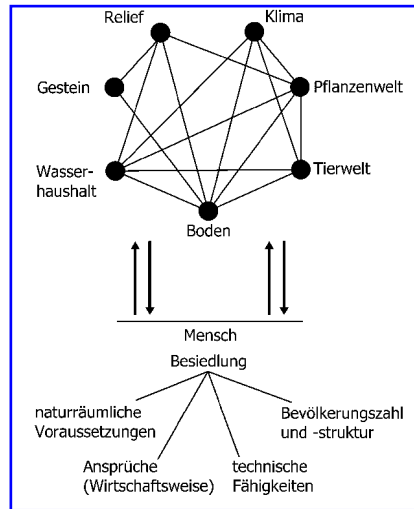 Relief
Klima
Gestein
Pflanzenwelt
Wasser-
haushalt
Tierwelt
Boden
Mensch
Besiedlung
naturräumliche
Voraussetzungen
Bevölkerungszahl
und -struktur
Ansprüche
(Wirtschaftsweise)
technische
Fähigkeiten